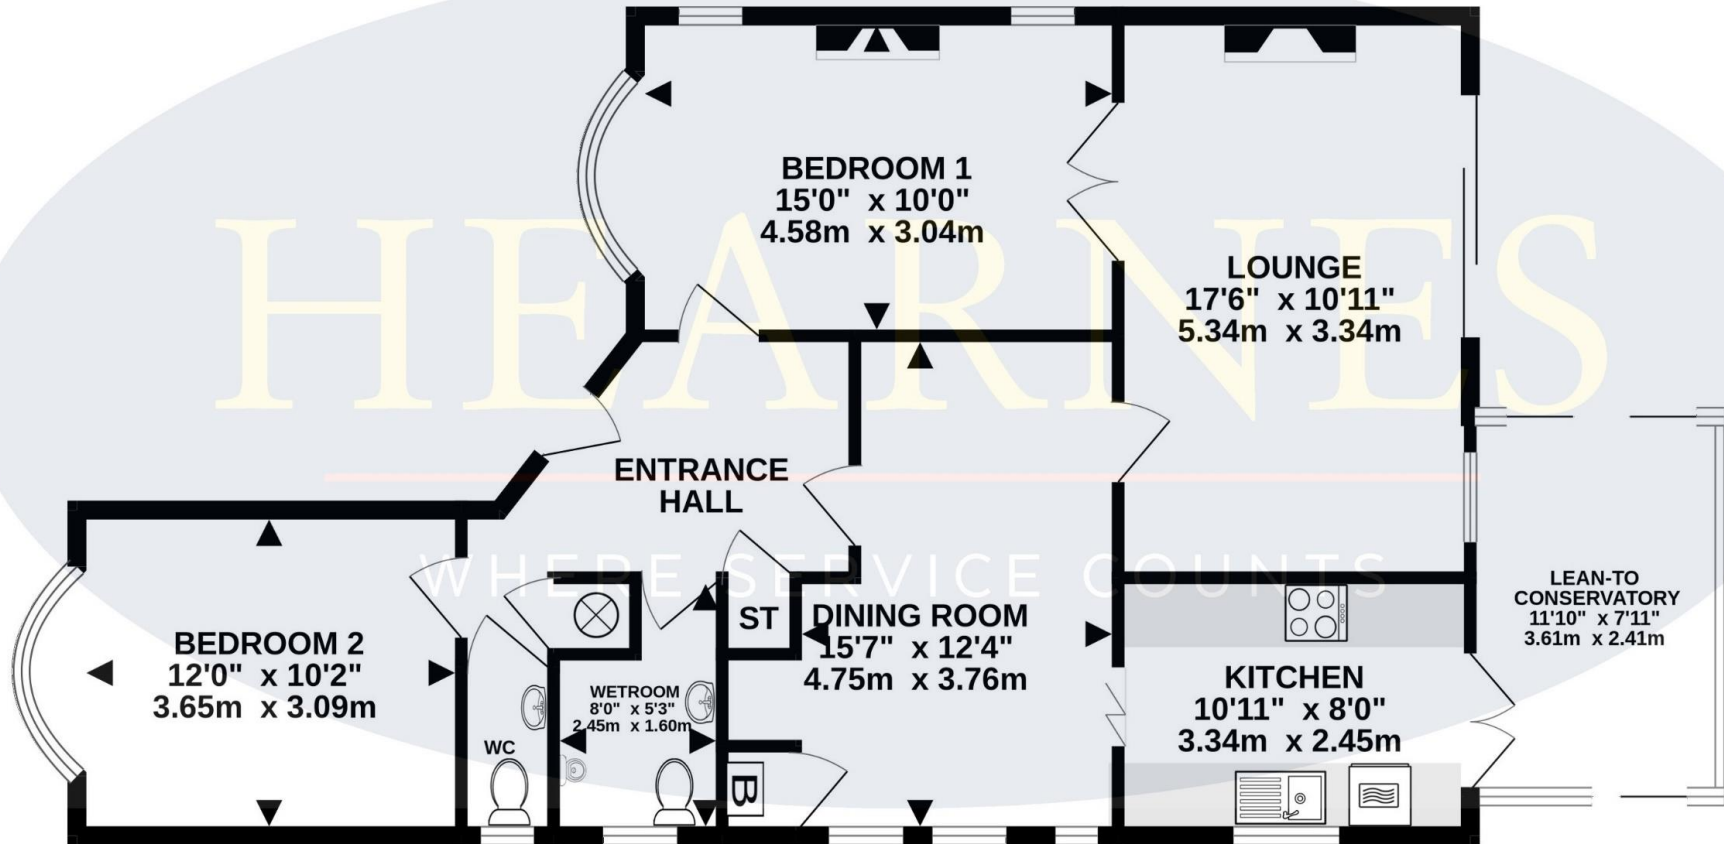 BEDROOM 1
15'0" x 10'0"
4.58m x 3.04m
LOUNGE
17'6" x 10'11"
5.34m x 3.34m
HEARNES
ENTRANCE
HALL
WHERE SERVICE COUNTS
BEDROOM 2
12'0" x 10'2"
3.65m x 3.09m
WC
WETROOM
8'0" x 5'3"
2.45m x 1.60m
ST
B
DINING ROOM
15'7" x 12'4"
4.75m x 3.76m
KITCHEN
10'11" x 8'0"
3.34m x 2.45m
LEAN-TO
CONSERVATORY
11'10" x 7'11"
3.61m x 2.41m